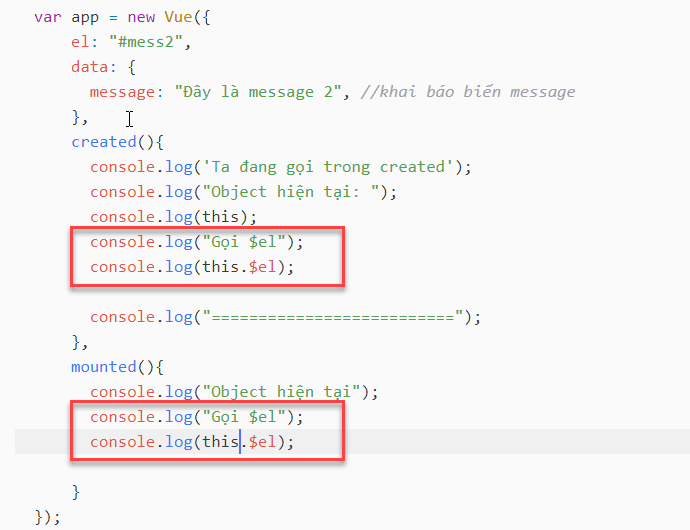 var app = new Vue({
el: "#mess2",
data: {
message: "Đây là message 2", //khai báo biến message
},
created(){
console.log('Ta đang gọi trong created');
console.log("Object hiện tại: ");
console.log(this);
console.log("Gọi $el");
console.log(this.$el);
console.log("==========================");
},
mounted(){
console.log("Object hiện tại");
console.log("Gọi $el");
console.log(this.$el);
}
});